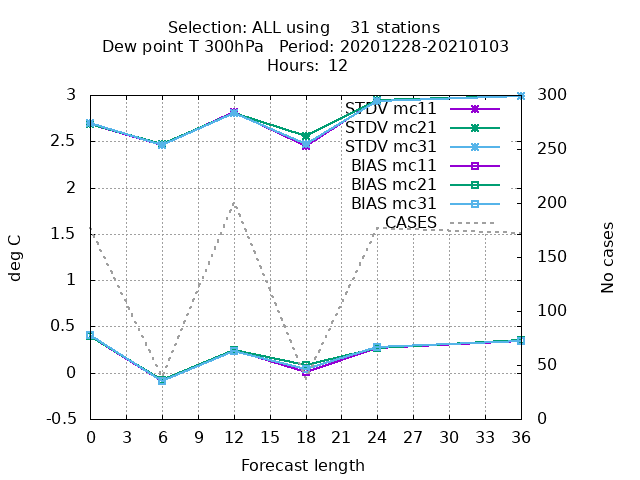 Selection: ALL using    31 stations
Dew point T 300hPa   Period: 20201228-20210103
Hours: 12
STDV mc11
STDV mc21
STDV mc31
BIAS mc11
BIAS mc21
BIAS mc31
CASES
3
2.5
2
1.5
1
0.5
0
-0.5
deg C
300
250
200
150
100
50
0
No cases
0 3 6 9 12 15 18 21 24 27 30 33 36
Forecast length